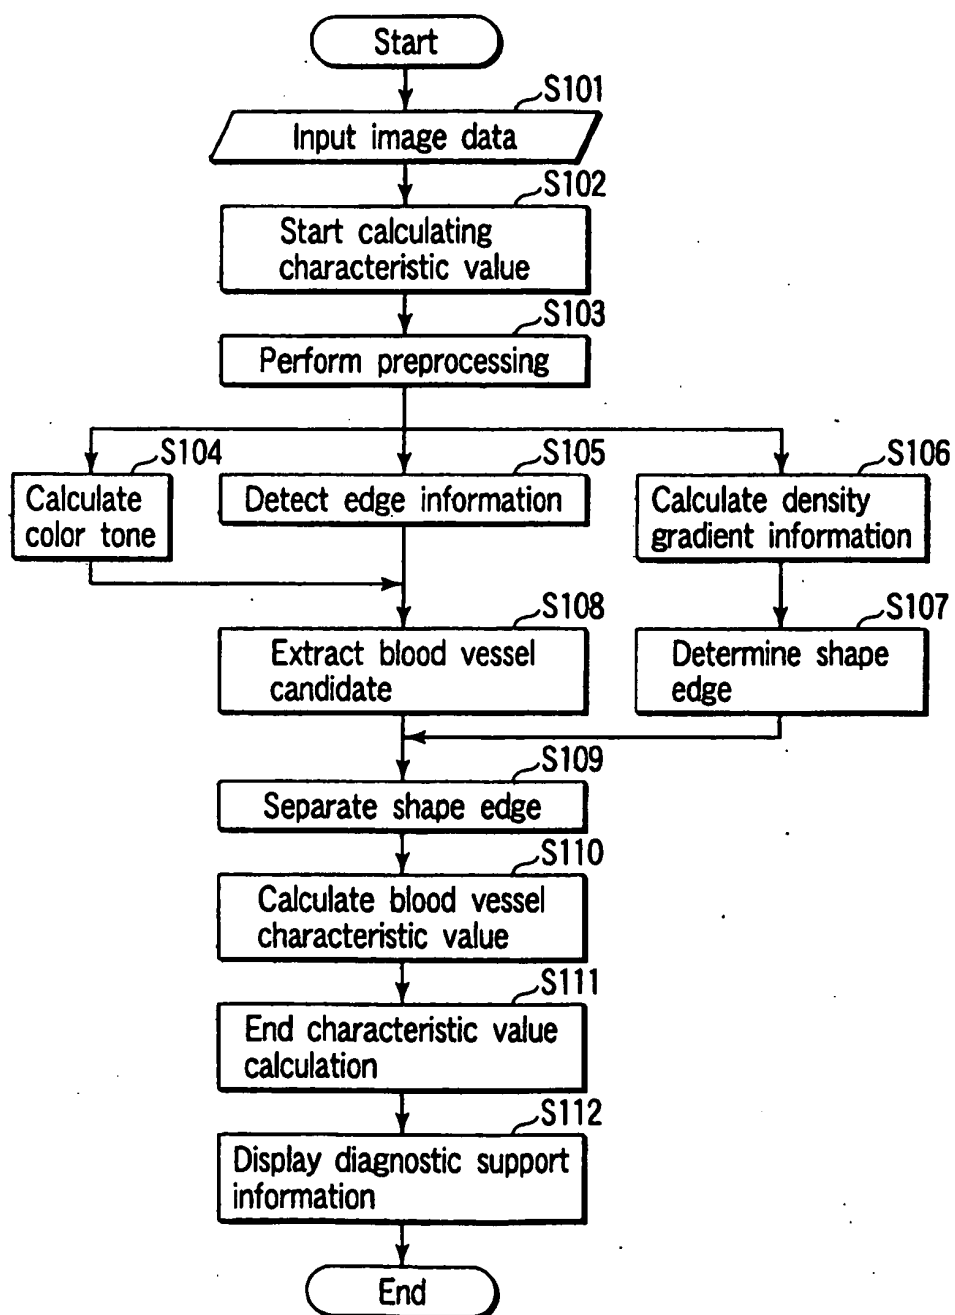 Start
S101
Input image data
S102
Start calculating
characteristic value
S103
Perform preprocessing
S104
Calculate
color tone
S105
Detect edge information
S106
Calculate density
gradient information
S108
Extract blood vessel
candidate
S107
Determine shape
edge
S109
Separate shape edge
S110
Calculate blood vessel
characteristic value
S111
End characteristic value
calculation
S112
Display diagnostic support
information
End